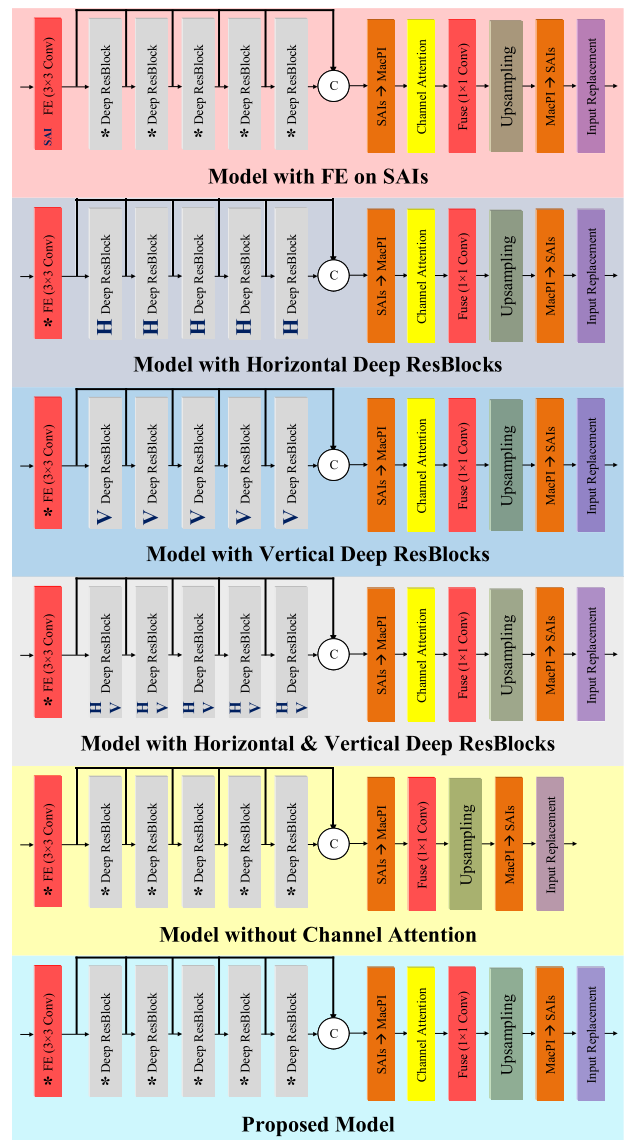 SAI FE (3×3 Conv)
* Deep ResBlock
* Deep ResBlock
* Deep ResBlock
* Deep ResBlock
* Deep ResBlock
C
SAIs → MacPI
Channel Attention
Fuse (1×1 Conv)
Upsampling
MacPI → SAIs
Input Replacement
Model with FE on SAIs
* FE (3×3 Conv)
H Deep ResBlock
H Deep ResBlock
H Deep ResBlock
H Deep ResBlock
H Deep ResBlock
C
SAIs → MacPI
Channel Attention
Fuse (1×1 Conv)
Upsampling
MacPI → SAIs
Input Replacement
Model with Horizontal Deep ResBlocks
* FE (3×3 Conv)
V Deep ResBlock
V Deep ResBlock
V Deep ResBlock
V Deep ResBlock
V Deep ResBlock
C
SAIs → MacPI
Channel Attention
Fuse (1×1 Conv)
Upsampling
MacPI → SAIs
Input Replacement
Model with Vertical Deep ResBlocks
* FE (3×3 Conv)
H V Deep ResBlock
H V Deep ResBlock
H V Deep ResBlock
H V Deep ResBlock
H V Deep ResBlock
C
SAIs → MacPI
Channel Attention
Fuse (1×1 Conv)
Upsampling
MacPI → SAIs
Input Replacement
Model with Horizontal & Vertical Deep ResBlocks
* FE (3×3 Conv)
* Deep ResBlock
* Deep ResBlock
* Deep ResBlock
* Deep ResBlock
* Deep ResBlock
C
SAIs → MacPI
Fuse (1×1 Conv)
Upsampling
MacPI → SAIs
Input Replacement
Model without Channel Attention
* FE (3×3 Conv)
* Deep ResBlock
* Deep ResBlock
* Deep ResBlock
* Deep ResBlock
* Deep ResBlock
C
SAIs → MacPI
Channel Attention
Fuse (1×1 Conv)
Upsampling
MacPI → SAIs
Input Replacement
Proposed Model